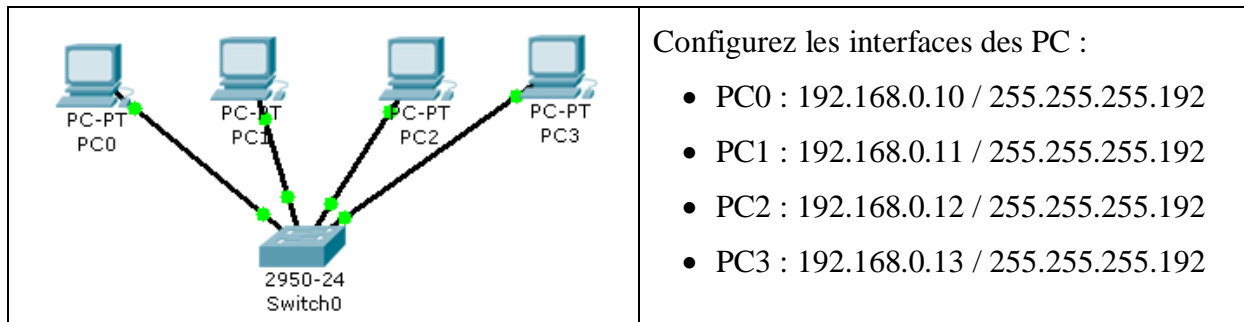 PC-PT
PC0
PC-PT
PC1
PC-PT
PC2
PC-PT
PC3
2950-24
Switch0
Configurez les interfaces des PC :
• PC0 : 192.168.0.10 / 255.255.255.192
• PC1 : 192.168.0.11 / 255.255.255.192
• PC2 : 192.168.0.12 / 255.255.255.192
• PC3 : 192.168.0.13 / 255.255.255.192